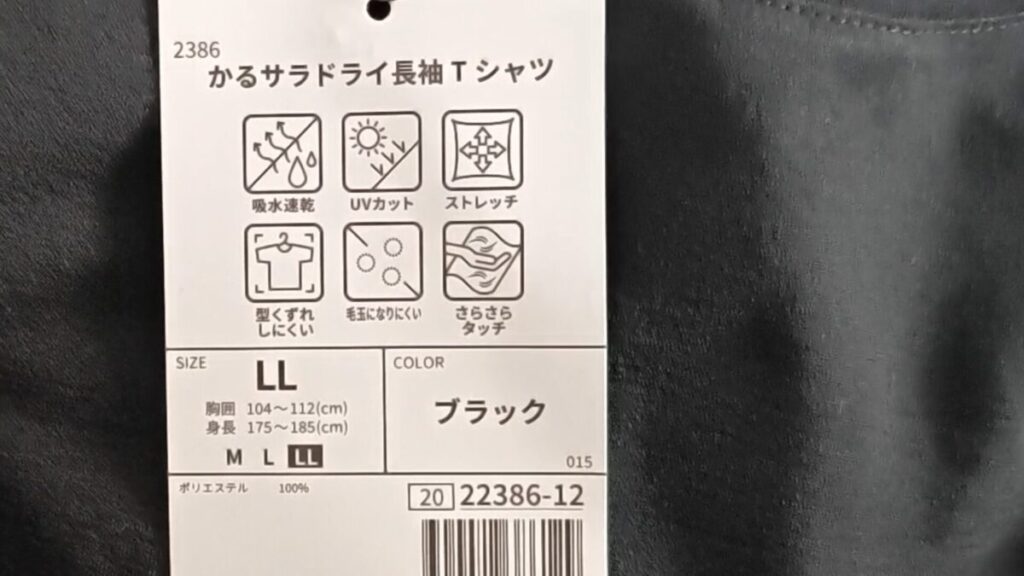 2386
かるサラドライ長袖Tシャツ
吸水速乾 UVカット ストレッチ
型くずれ
しにくい
毛玉になりにくい
さらさら
タッチ
SIZE
LL
胸囲 104〜112(cm)
身長 175〜185(cm)
M L LL
COLOR
ブラック
015
ポリエステル 100%
20 22386-12